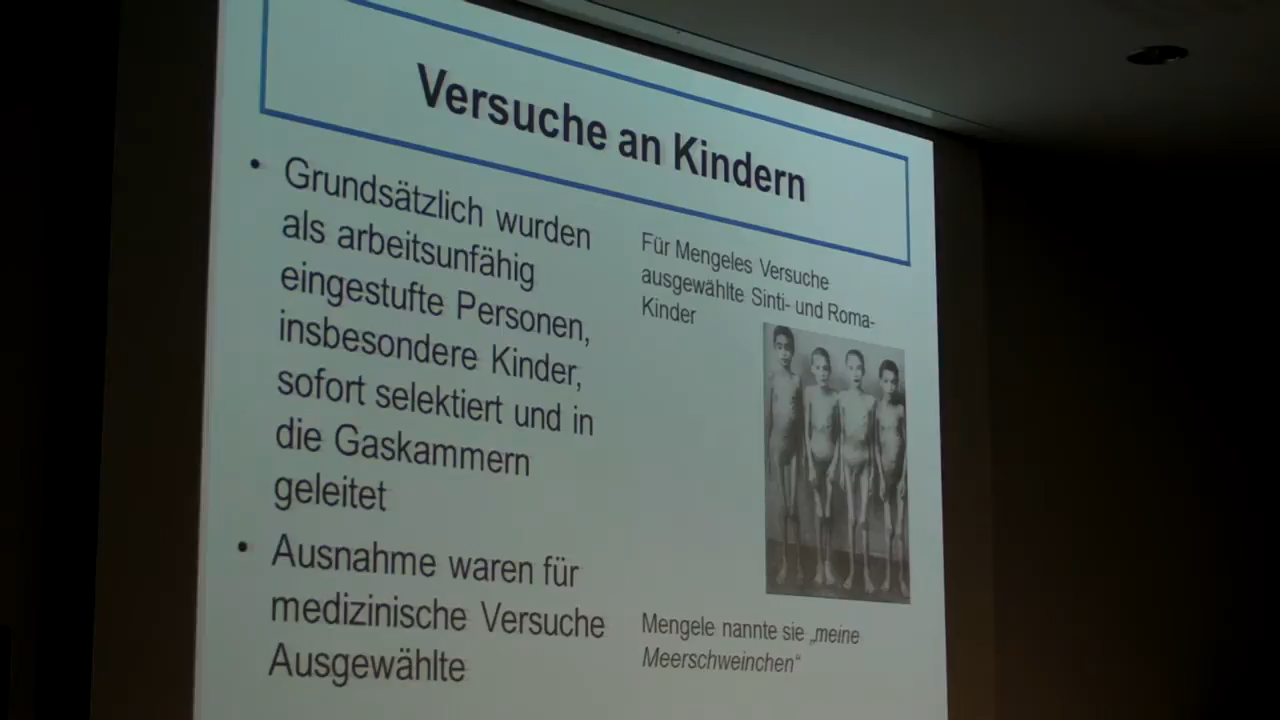 Versuche an Kindern
• Grundsätzlich wurden
als arbeitsunfähig
eingestufte Personen,
insbesondere Kinder,
sofort selektiert und in
die Gaskammern
geleitet
• Ausnahme waren für
medizinische Versuche
Ausgewählte
Für Mengeles Versuche
ausgewählte Sinti- und Roma-
Kinder
Mengele nannte sie „meine
Meerschweinchen“